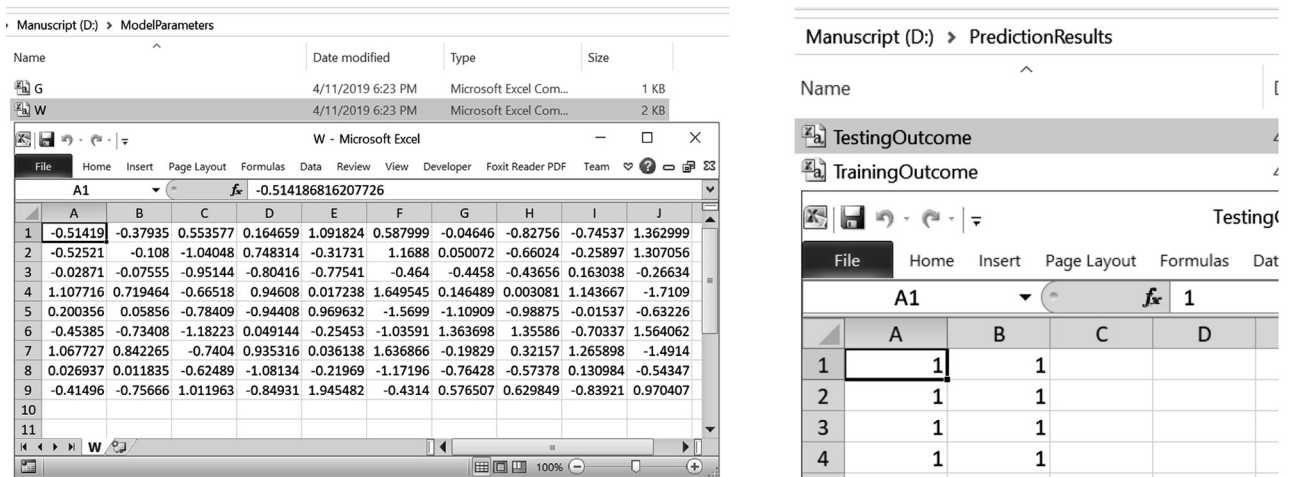 Manuscript (D:) > ModelParameters
Name Date modified Type Size
G 4/11/2019 6:23 PM Microsoft Excel Com... 1 KB
W 4/11/2019 6:23 PM Microsoft Excel Com... 2 KB
W - Microsoft Excel
File Home Insert Page Layout Formulas Data Review View Developer Foxit Reader PDF Team
A1 fx -0.514186816207726
A B C D E F G H I J
1 -0.51419 -0.37935 0.553577 0.164659 1.091824 0.587999 -0.04646 -0.82756 -0.74537 1.362999
2 -0.52521 -0.108 -1.04048 0.748314 -0.31731 1.1688 0.050072 -0.66024 -0.25897 1.307056
3 -0.02871 -0.07555 -0.95144 -0.80416 -0.77541 -0.464 -0.4458 -0.43656 0.163038 -0.26634
4 1.107716 0.719464 -0.66518 0.94608 0.017238 1.649545 0.146489 0.003081 1.143667 -1.7109
5 0.200356 0.05856 -0.78409 -0.94408 0.969632 -1.5699 -1.10909 -0.98875 -0.01537 -0.63226
6 -0.45385 -0.73408 -1.18223 0.049144 -0.25453 -1.03591 1.363698 1.35586 -0.70337 1.564062
7 1.067727 0.842265 -0.7404 0.935316 0.036138 1.636866 -0.19829 0.32157 1.265898 -1.4914
8 0.026937 0.011835 -0.62489 -1.08134 -0.21969 -1.17196 -0.76428 -0.57378 0.130984 -0.54347
9 -0.41496 -0.75666 1.011963 -0.84931 1.945482 -0.4314 0.576507 0.629849 -0.83921 0.970407
10
11
W
100%
Manuscript (D:) > PredictionResults
Name
TestingOutcome
TrainingOutcome
Testing
File Home Insert Page Layout Formulas Dat
A1 fx 1
A B C D
1 1 1
2 1 1
3 1 1
4 1 1